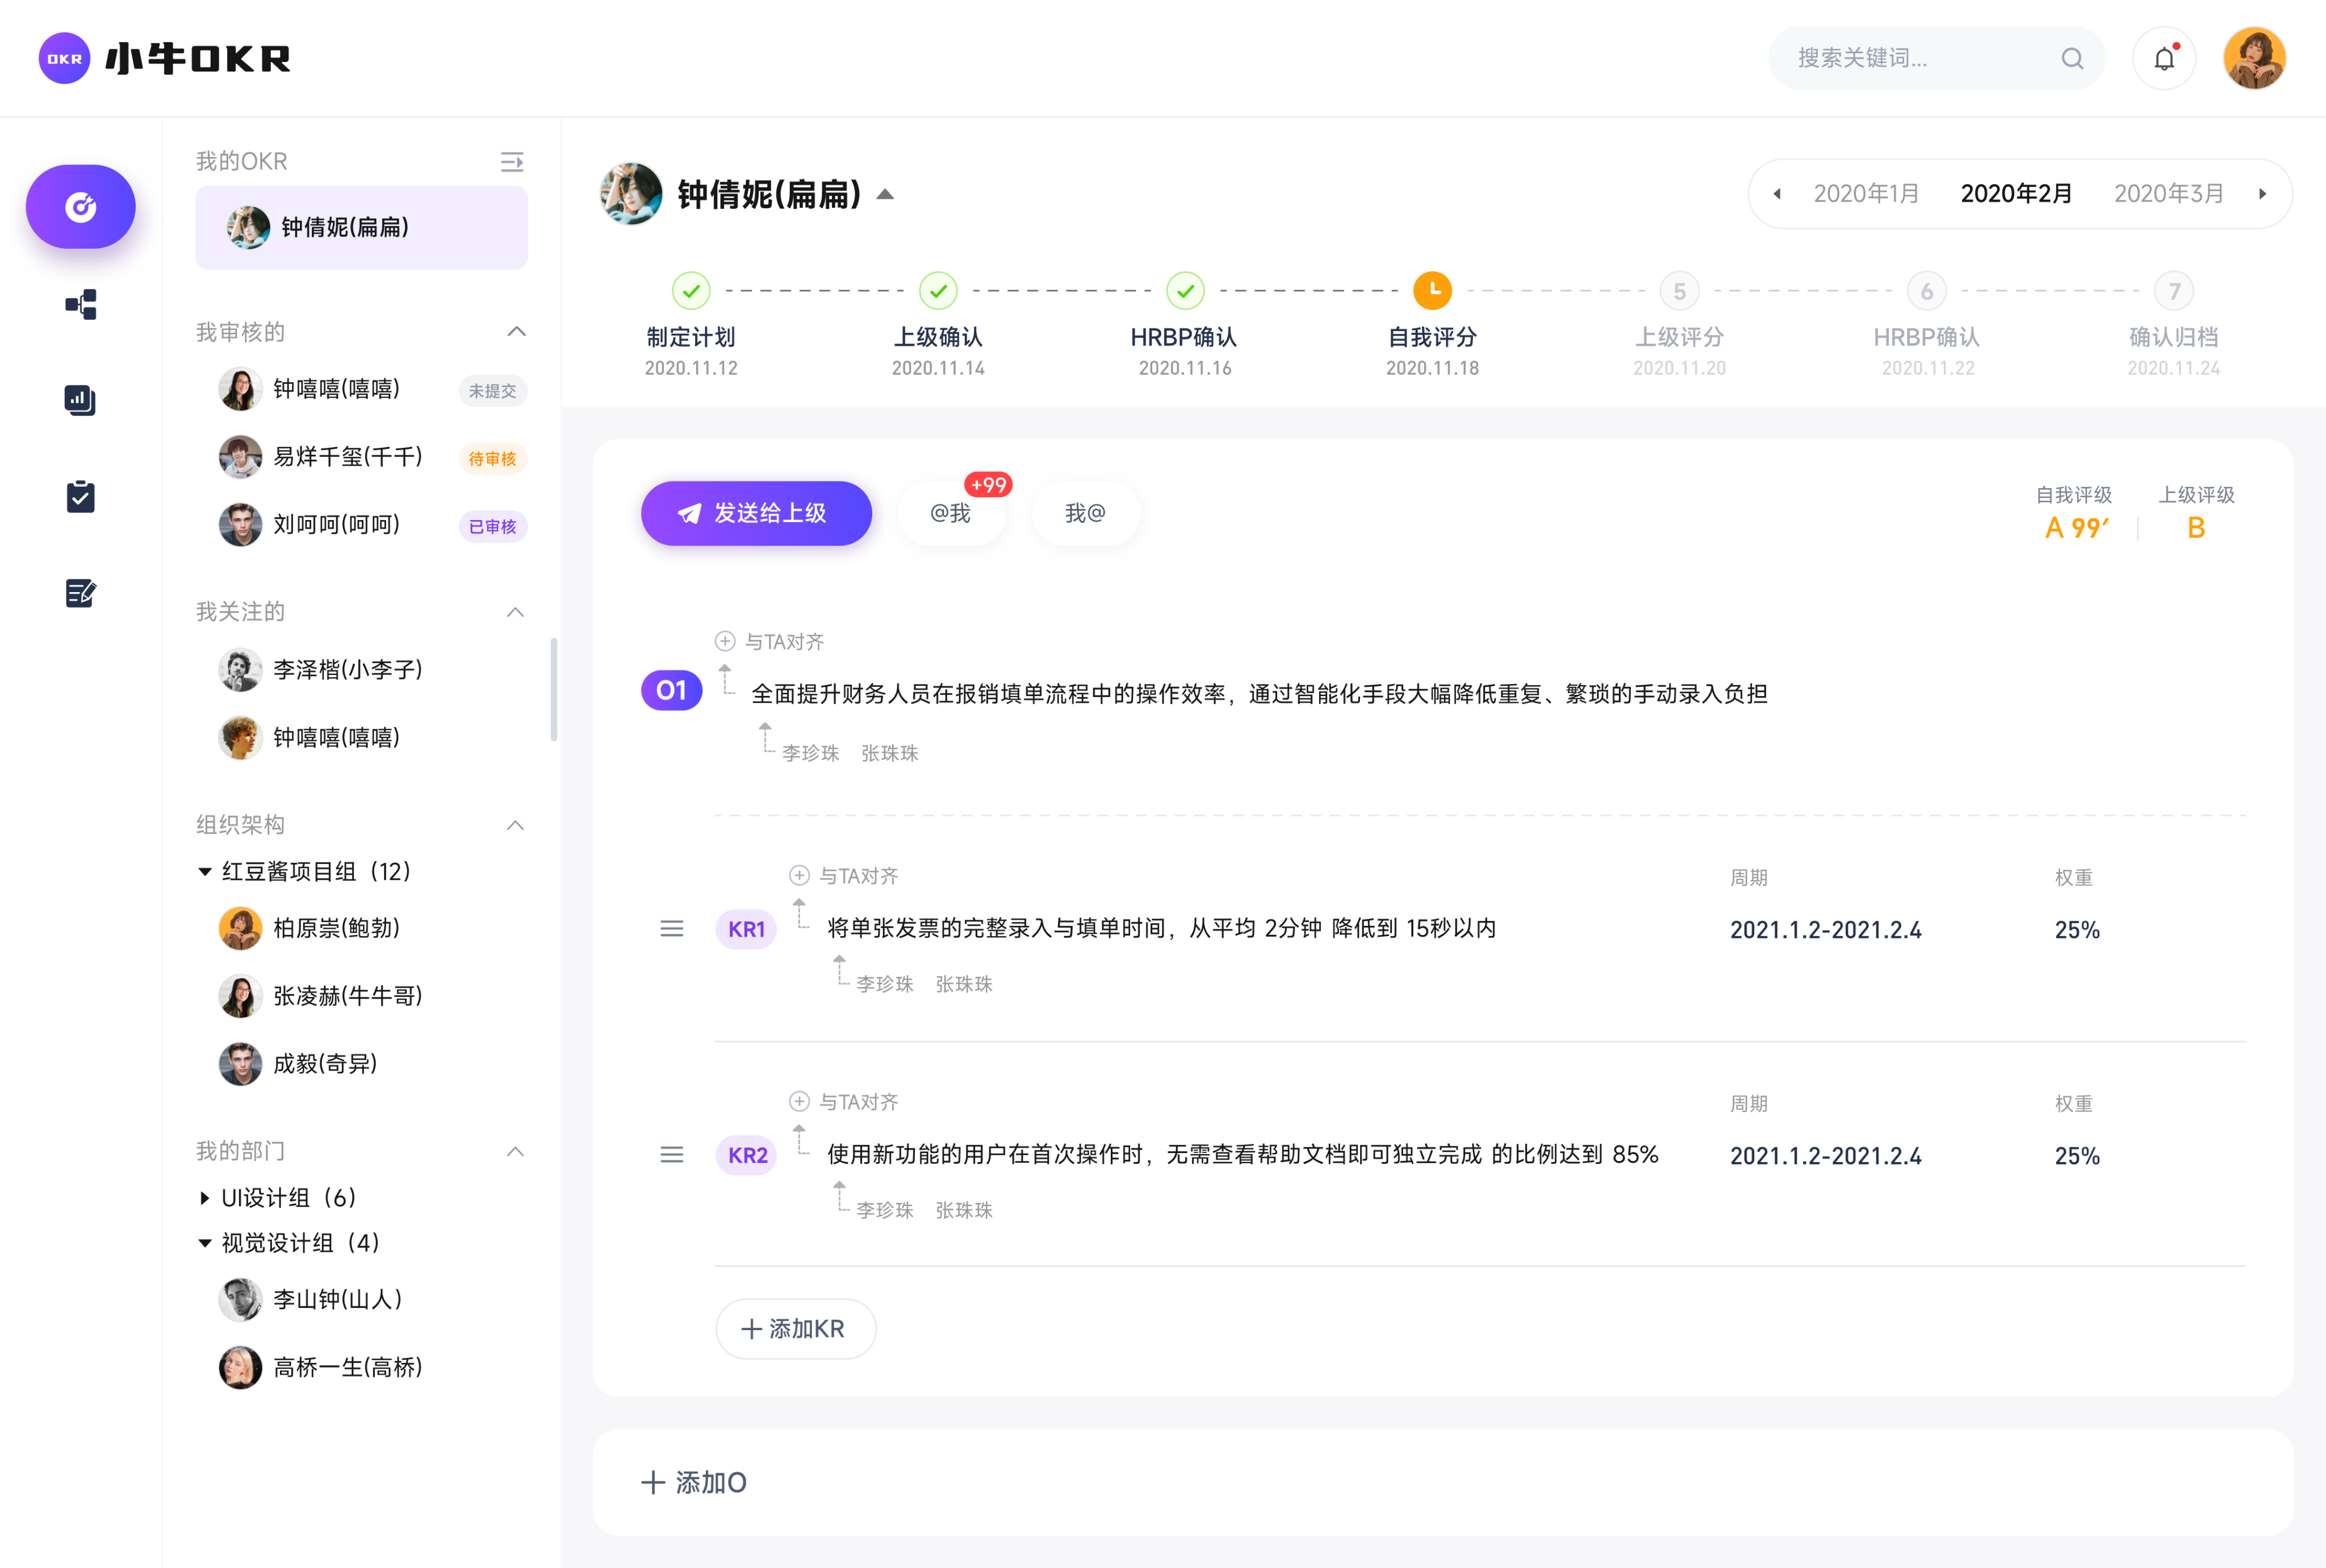 OKR 小牛OKR
搜索关键词...
我的OKR
钟倩妮(扁扁)
我审核的
钟嘻嘻(嘻嘻) 未提交
易烊千玺(千千) 待审核
刘呵呵(呵呵) 已审核
我关注的
李泽楷(小李子)
钟嘻嘻(嘻嘻)
组织架构
红豆酱项目组（12）
柏原崇(鲍勃)
张凌赫(牛牛哥)
成毅(奇异)
我的部门
UI设计组（6）
视觉设计组（4）
李山钟(山人)
高桥一生(高桥)
钟倩妮(扁扁)
2020年1月 2020年2月 2020年3月
5 6 7
制定计划 上级确认 HRBP确认 自我评分 上级评分 HRBP确认 确认归档
2020.11.12 2020.11.14 2020.11.16 2020.11.18 2020.11.20 2020.11.22 2020.11.24
发送给上级 @我 +99 我@
自我评级 上级评级
A 99′ B
与TA对齐
O1 全面提升财务人员在报销填单流程中的操作效率，通过智能化手段大幅降低重复、繁琐的手动录入负担
李珍珠 张珠珠
与TA对齐 周期 权重
KR1 将单张发票的完整录入与填单时间，从平均 2分钟 降低到 15秒以内 2021.1.2-2021.2.4 25%
李珍珠 张珠珠
与TA对齐 周期 权重
KR2 使用新功能的用户在首次操作时，无需查看帮助文档即可独立完成 的比例达到 85% 2021.1.2-2021.2.4 25%
李珍珠 张珠珠
添加KR
添加O